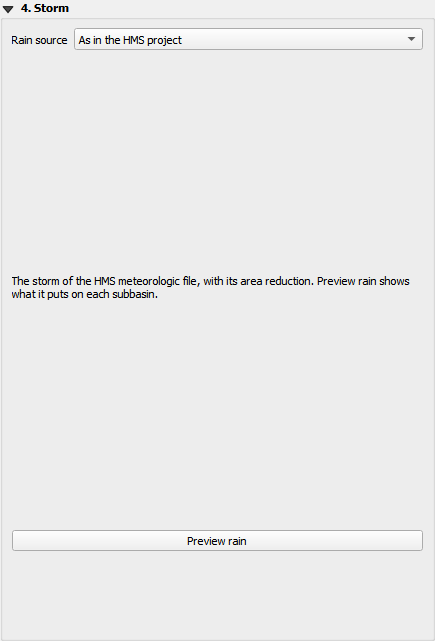 4. Storm
Rain source
As in the HMS project
The storm of the HMS meteorologic file, with its area reduction. Preview rain shows
what it puts on each subbasin.
Preview rain